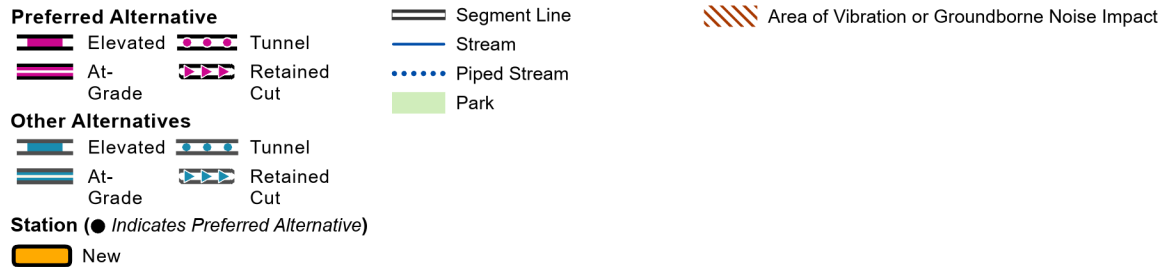 Preferred Alternative
Elevated
Tunnel
At-
Grade
Retained
Cut
Other Alternatives
Elevated
Tunnel
At-
Grade
Retained
Cut
Station (● Indicates Preferred Alternative)
New
Segment Line
Stream
Piped Stream
Park
Area of Vibration or Groundborne Noise Impact